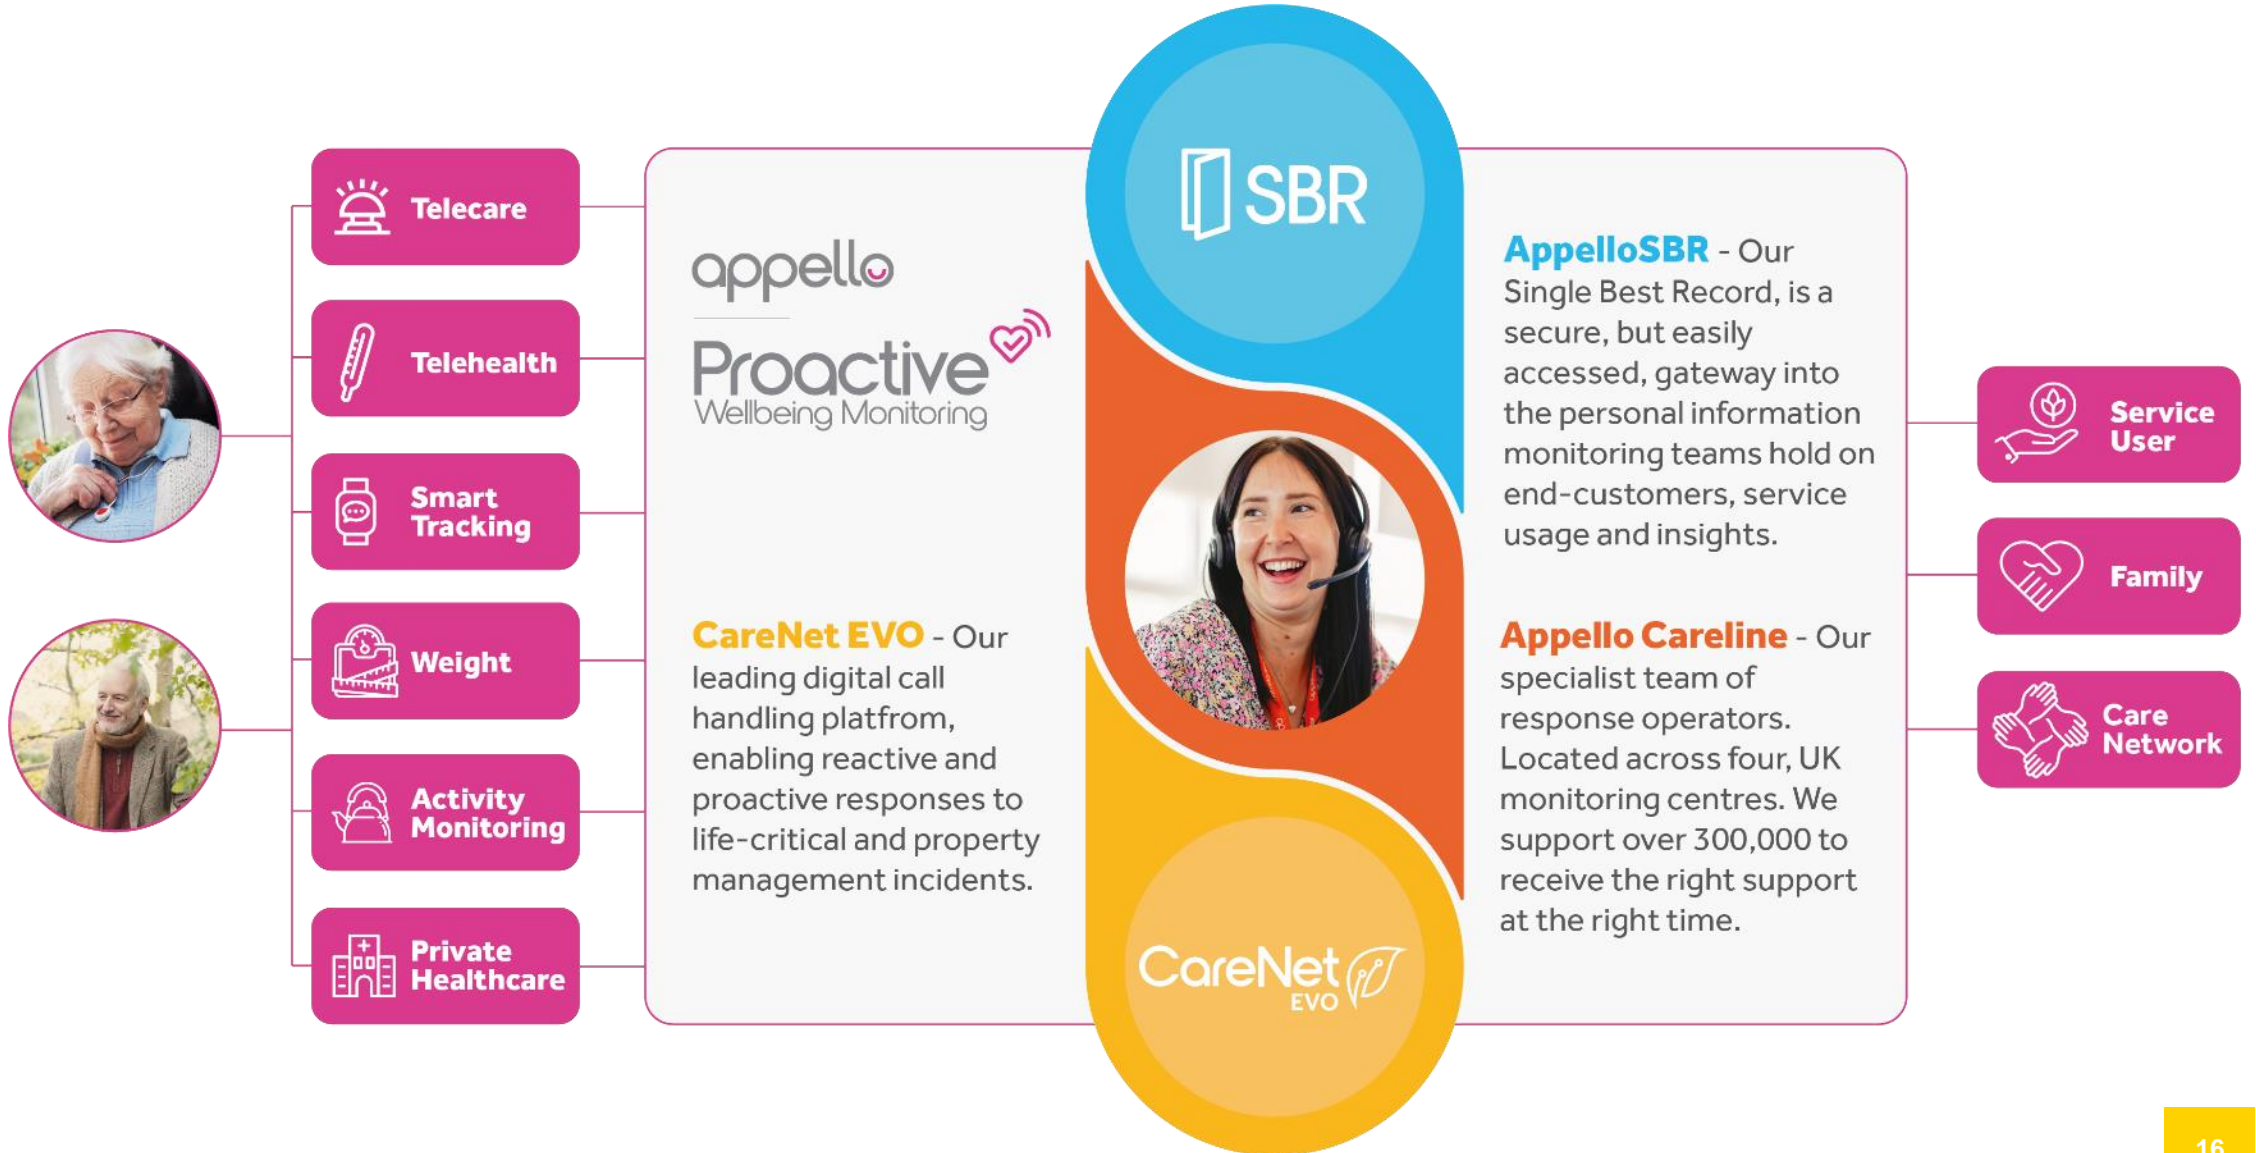 Telecare
Telehealth
Smart
Tracking
Weight
Activity
Monitoring
Private
Healthcare
appello
Proactive
Wellbeing Monitoring
CareNet EVO - Our
leading digital call
handling platfrom,
enabling reactive and
proactive responses to
life-critical and property
management incidents.
SBR
CareNet
EVO
AppelloSBR - Our
Single Best Record, is a
secure, but easily
accessed, gateway into
the personal information
monitoring teams hold on
end-customers, service
usage and insights.
Appello Careline - Our
specialist team of
response operators.
Located across four, UK
monitoring centres. We
support over 300,000 to
receive the right support
at the right time.
Service
User
Family
Care
Network
16